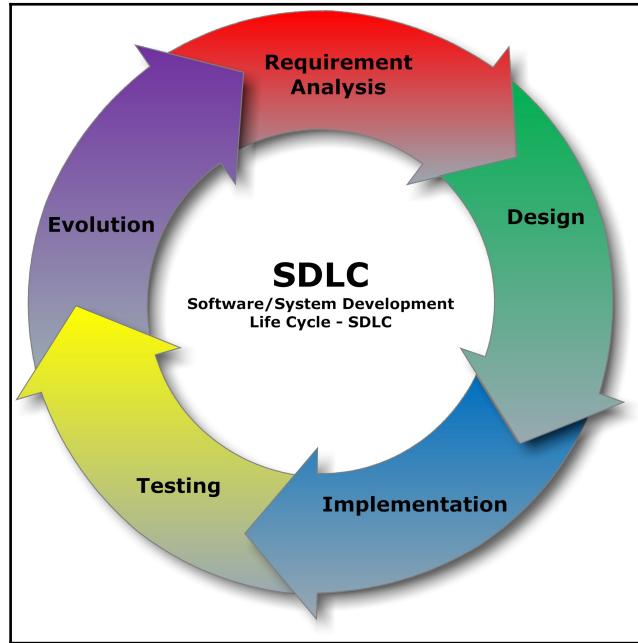 Requirement
Analysis
Design
Evolution
SDLC
Software/System Development
Life Cycle - SDLC
Testing
Implementation